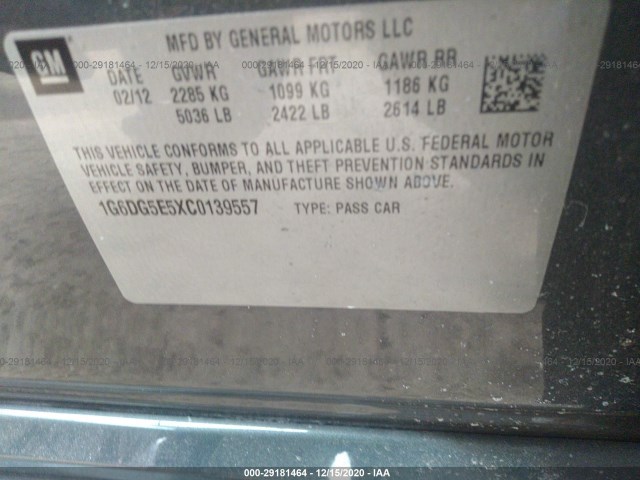 GM
MFD BY GENERAL MOTORS LLC
DATE GVWR GAWR FRT GAWR RR
02/12 2285 KG 1099 KG 1186 KG
5036 LB 2422 LB 2614 LB
THIS VEHICLE CONFORMS TO ALL APPLICABLE U.S. FEDERAL MOTOR
VEHICLE SAFETY, BUMPER, AND THEFT PREVENTION STANDARDS IN
EFFECT ON THE DATE OF MANUFACTURE SHOWN ABOVE.
1G6DG5E5XC0139557 TYPE: PASS CAR
000-29181464 - 12/15/2020 - IAA